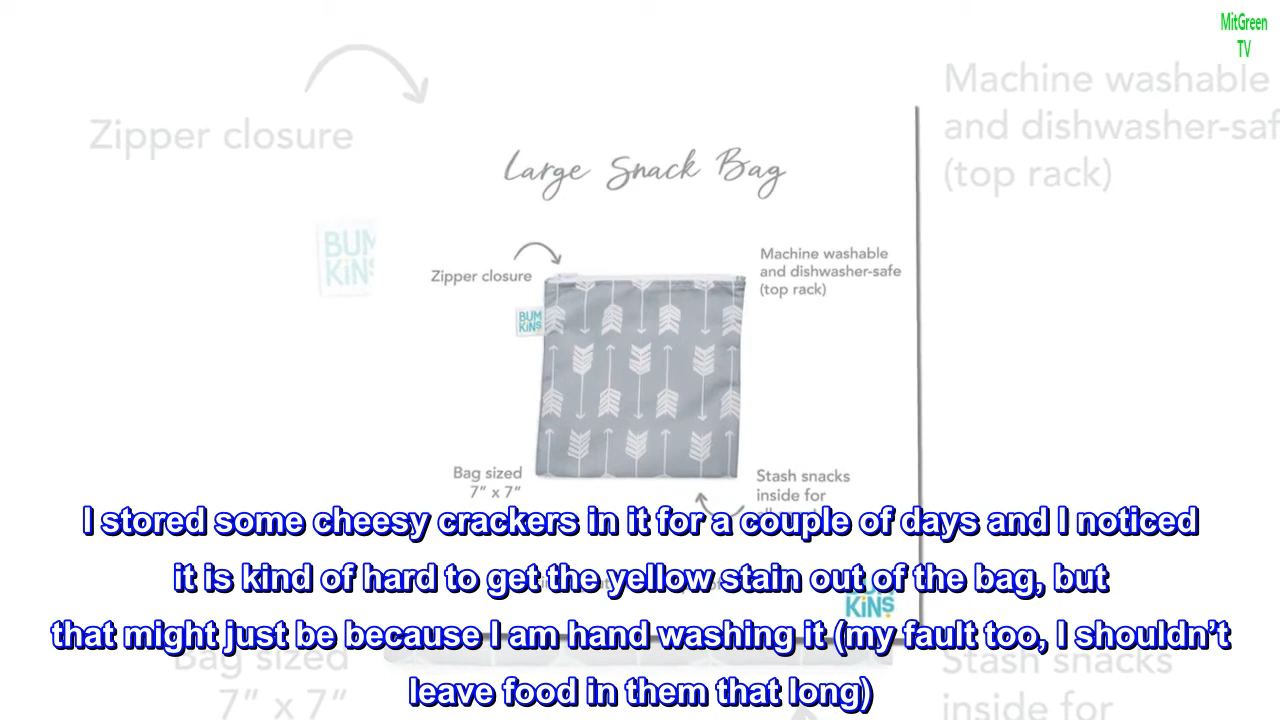 MitGreen
TV
Zipper closure
Machine washable
and dishwasher-saf
(top rack)
Large Snack Bag
BUM
KiN
Zipper closure
Machine washable
and dishwasher-safe
(top rack)
BUM
KiNS
Bag sized
7” x 7”
Stash snacks
inside for
I stored some cheesy crackers in it for a couple of days and I noticed
it is kind of hard to get the yellow stain out of the bag, but
KiNS
that might just be because I am hand washing it (my fault too, I shouldn’t
leave food in them that long)
Bag sized
7” x 7”
Stash snacks
inside for